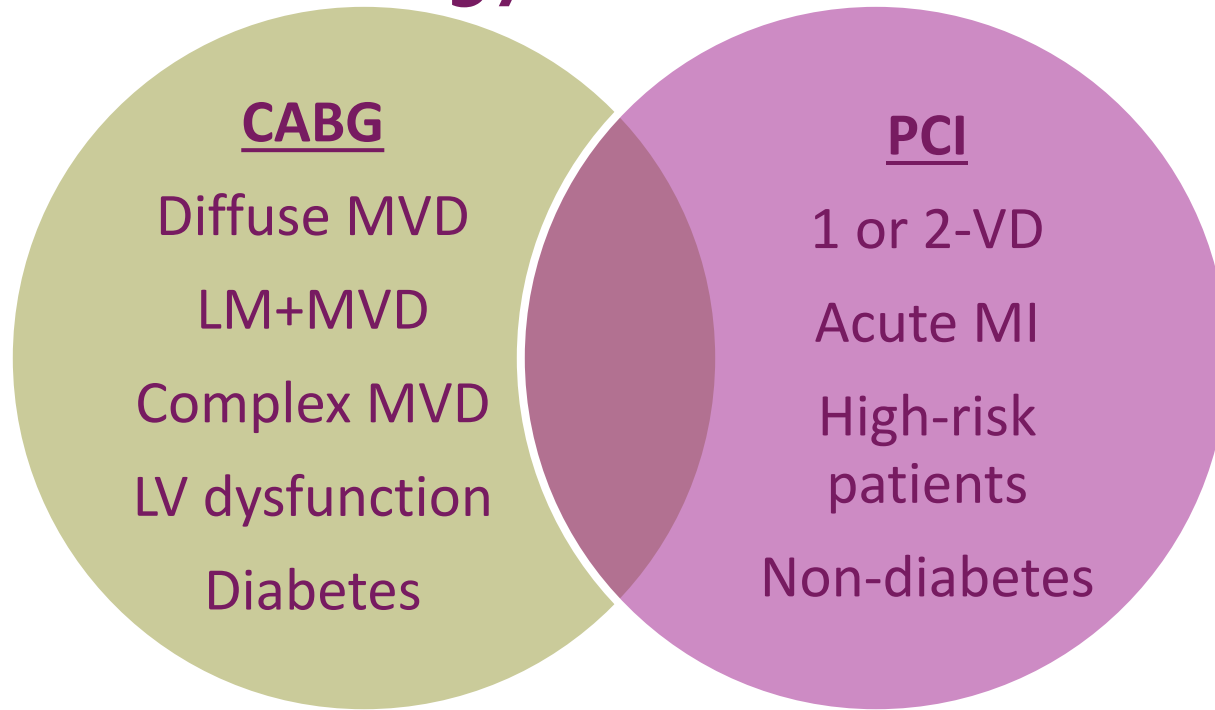 CABG
Diffuse MVD
LM+MVD
Complex MVD
LV dysfunction
Diabetes
PCI
1 or 2-VD
Acute MI
High-risk
patients
Non-diabetes